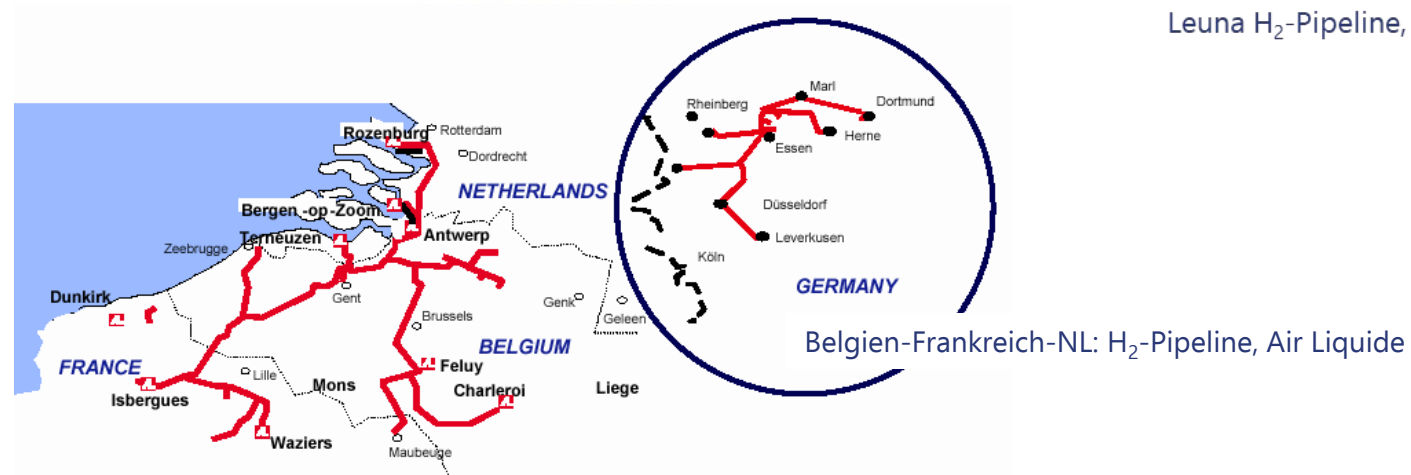 Leuna H₂-Pipeline,
Marl
Rheinberg
Dortmund
Rozenburg
Rotterdam
Herne
Essen
Dordrecht
NETHERLANDS
Bergen -op-Zoom
Düsseldorf
Terneuzen
Antwerp
Leverkusen
Zeebrugge
Köln
GERMANY
Dunkirk
Gent
Genk
Geleen
Brussels
Belgien-Frankreich-NL: H₂-Pipeline, Air Liquide
BELGIUM
FRANCE
Feluy
Lille
Mons
Charleroi
Liege
Isbergues
Waziers
Maubeuge